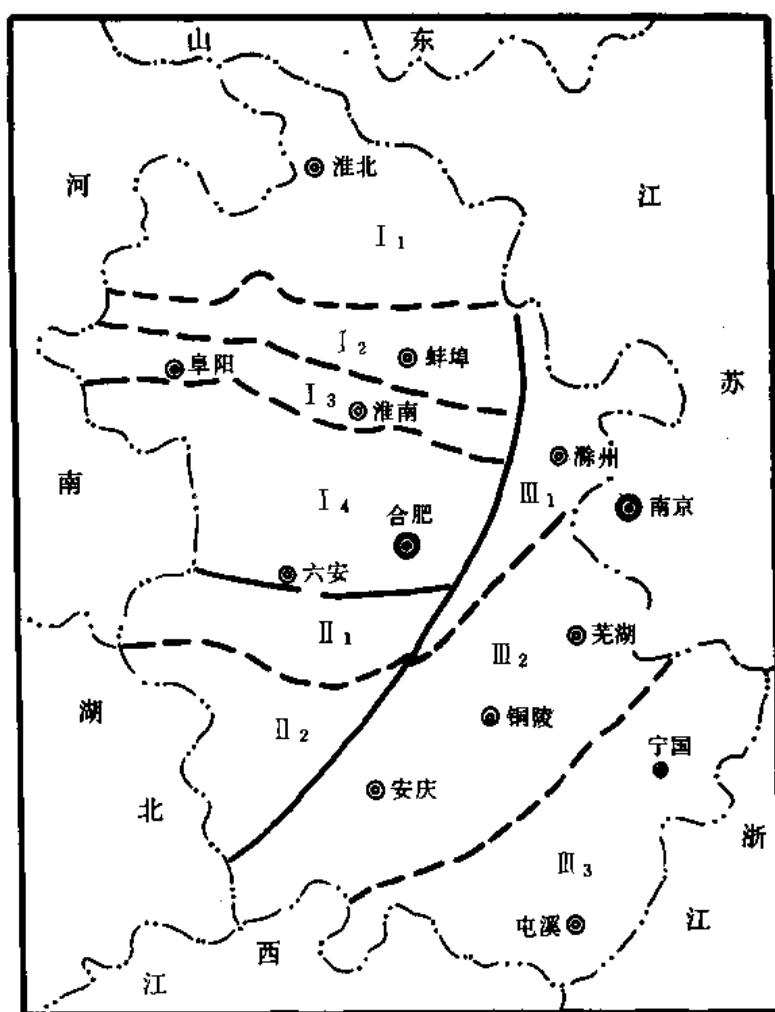 山 东
淮北
河 江
Ⅰ₁
Ⅰ₂ 蚌埠
阜阳
Ⅰ₃ 淮南
苏
滁州
南 Ⅰ₄ Ⅲ₁ 南京
合肥
六安
Ⅱ₁ Ⅲ₂ 芜湖
湖 Ⅱ₂ 铜陵
宁国
安庆
北 浙
Ⅲ₃
屯溪 江
西
江